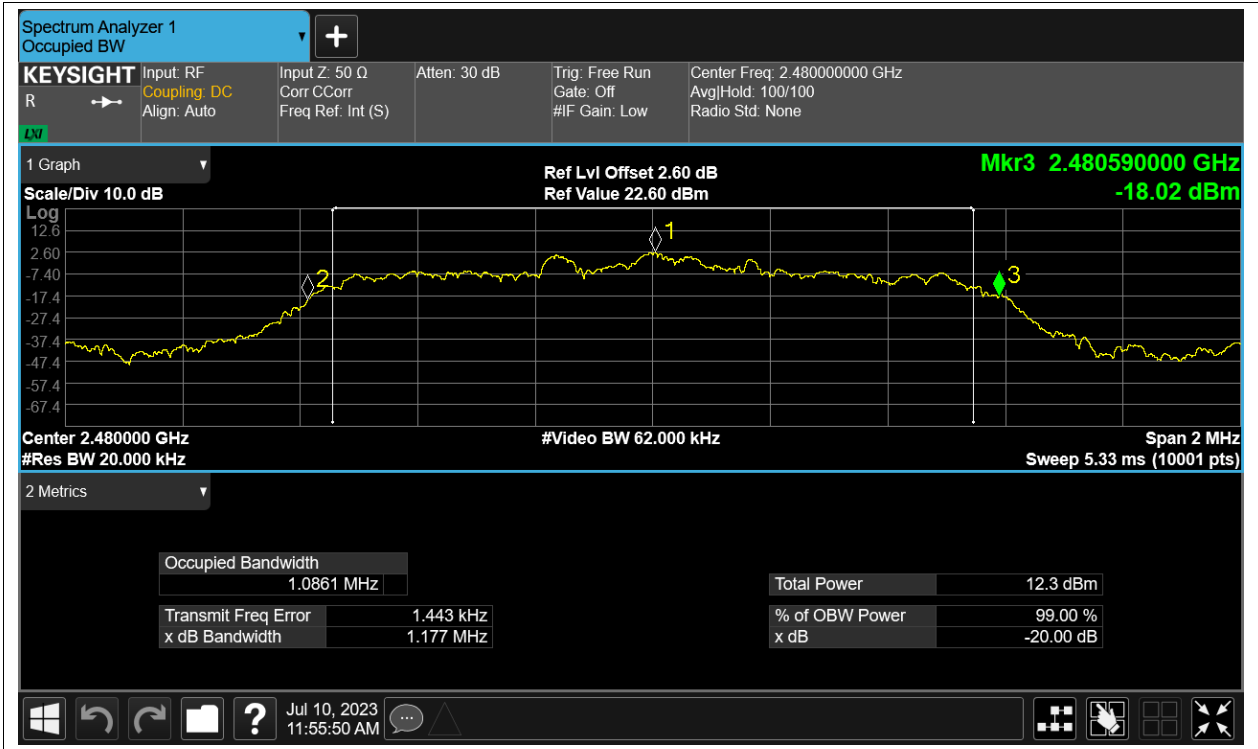 Spectrum Analyzer 1
Occupied BW
KEYSIGHT
R
LXI
Input: RF
Coupling: DC
Align: Auto
Input Z: 50 Ω
Corr CCorr
Freq Ref: Int (S)
Atten: 30 dB
Trig: Free Run
Gate: Off
#IF Gain: Low
Center Freq: 2.480000000 GHz
Avg|Hold: 100/100
Radio Std: None
1 Graph
Scale/Div 10.0 dB
Ref Lvl Offset 2.60 dB
Ref Value 22.60 dBm
Mkr3 2.480590000 GHz
-18.02 dBm
Log
12.6
2.60
-7.40
-17.4
-27.4
-37.4
-47.4
-57.4
-67.4
1
2
3
Center 2.480000 GHz
#Video BW 62.000 kHz
Span 2 MHz
#Res BW 20.000 kHz
Sweep 5.33 ms (10001 pts)
2 Metrics
Occupied Bandwidth
1.0861 MHz
Transmit Freq Error 1.443 kHz
x dB Bandwidth 1.177 MHz
Total Power 12.3 dBm
% of OBW Power 99.00 %
x dB -20.00 dB
?
Jul 10, 2023
11:55:50 AM